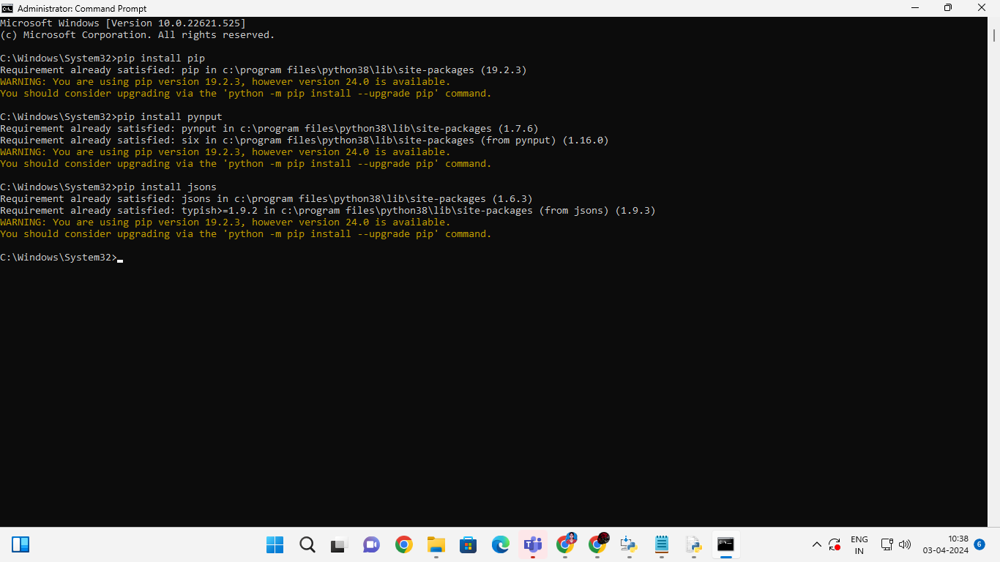 Administrator: Command Prompt
Microsoft Windows [Version 10.0.22621.525]
(c) Microsoft Corporation. All rights reserved.
C:\Windows\System32>pip install pip
Requirement already satisfied: pip in c:\program files\python38\lib\site-packages (19.2.3)
WARNING: You are using pip version 19.2.3, however version 24.0 is available.
You should consider upgrading via the 'python -m pip install --upgrade pip' command.
C:\Windows\System32>pip install pynput
Requirement already satisfied: pynput in c:\program files\python38\lib\site-packages (1.7.6)
Requirement already satisfied: six in c:\program files\python38\lib\site-packages (from pynput) (1.16.0)
WARNING: You are using pip version 19.2.3, however version 24.0 is available.
You should consider upgrading via the 'python -m pip install --upgrade pip' command.
C:\Windows\System32>pip install jsons
Requirement already satisfied: jsons in c:\program files\python38\lib\site-packages (1.6.3)
Requirement already satisfied: typish>=1.9.2 in c:\program files\python38\lib\site-packages (from jsons) (1.9.3)
WARNING: You are using pip version 19.2.3, however version 24.0 is available.
You should consider upgrading via the 'python -m pip install --upgrade pip' command.
C:\Windows\System32>
ENG
IN
10:38
03-04-2024
6